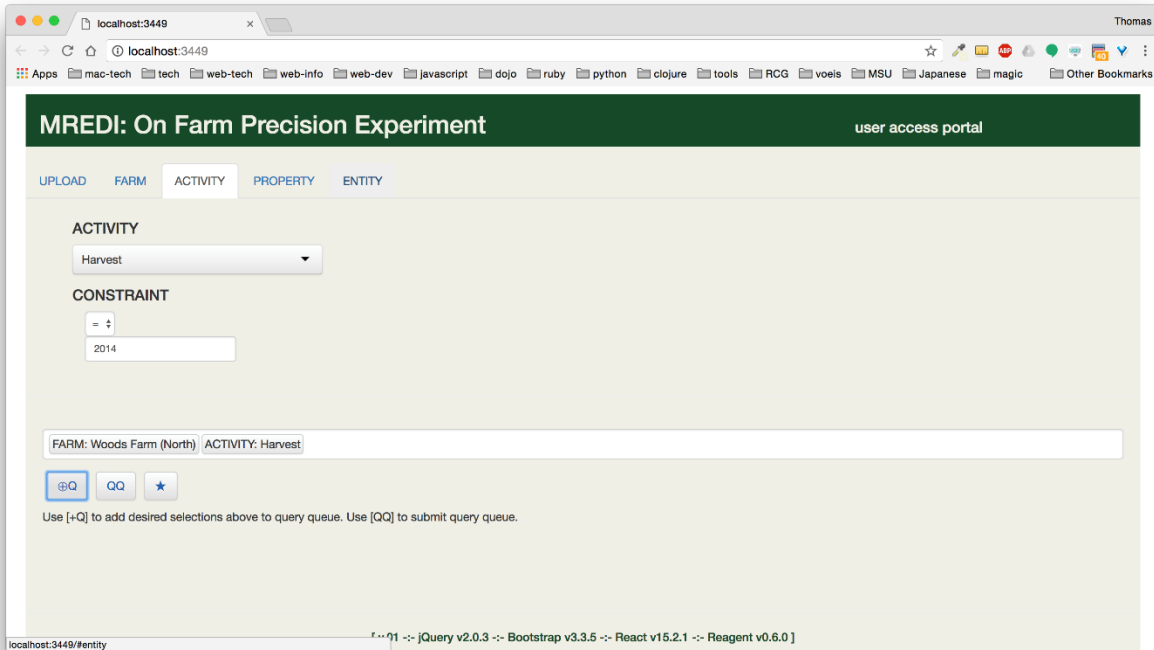 localhost:3449 ×
Thomas
localhost:3449
ABP
40
Apps mac-tech tech web-tech web-info web-dev javascript dojo ruby python clojure tools RCG voeis MSU Japanese magic Other Bookmarks
MREDI: On Farm Precision Experiment
user access portal
UPLOAD FARM ACTIVITY PROPERTY ENTITY
ACTIVITY
Harvest
CONSTRAINT
=
2014
FARM: Woods Farm (North) ACTIVITY: Harvest
⊕Q QQ ★
Use [+Q] to add desired selections above to query queue. Use [QQ] to submit query queue.
01 -:- jQuery v2.0.3 -:- Bootstrap v3.3.5 -:- React v15.2.1 -:- Reagent v0.6.0 ]
localhost:3449/#entity